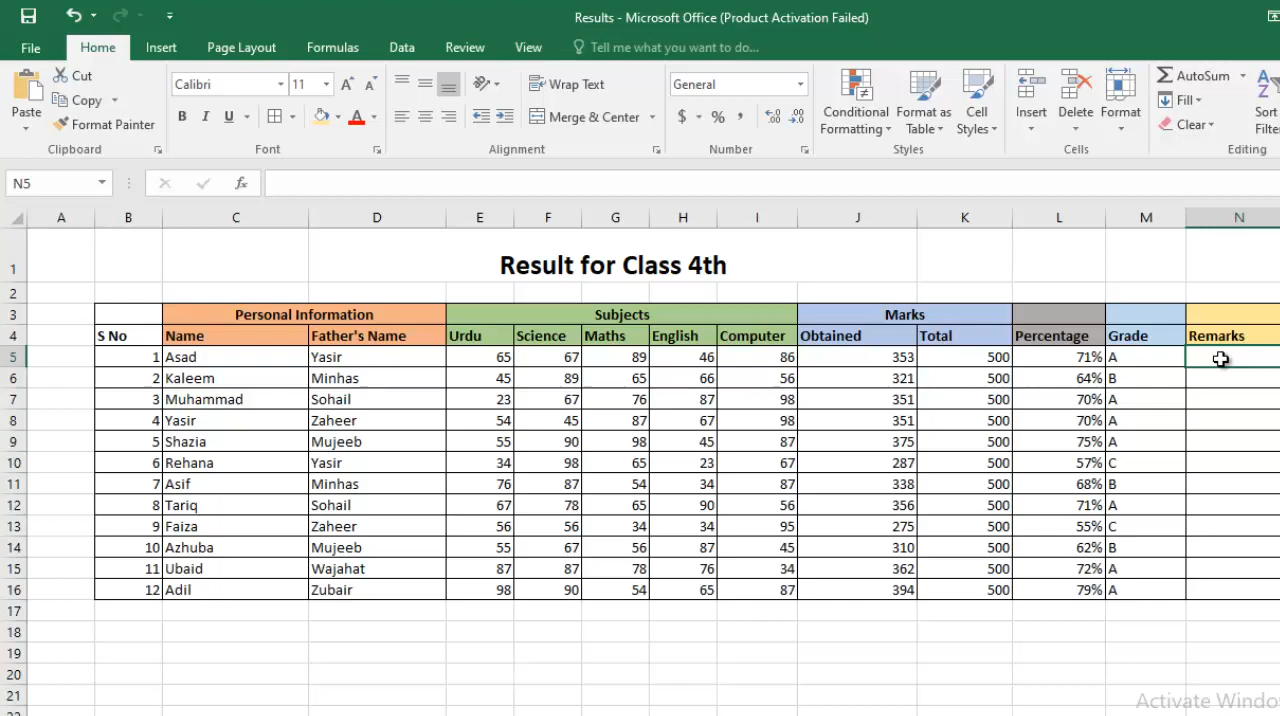 Results - Microsoft Office (Product Activation Failed)
File Home Insert Page Layout Formulas Data Review View Tell me what you want to do...
Cut
Copy
Format Painter
Paste
Clipboard
Calibri 11
B I U
Font
Wrap Text
Merge & Center
Alignment
General
$ % ,
Number
Conditional Formatting
Format as Table
Cell Styles
Styles
Insert Delete Format
Cells
AutoSum
Fill
Clear
Sort
Filter
Editing
N5 fx
A B C D E F G H I J K L M N
1 Result for Class 4th
2
3 Personal Information Subjects Marks
4 S No Name Father's Name Urdu Science Maths English Computer Obtained Total Percentage Grade Remarks
5 1 Asad Yasir 65 67 89 46 86 353 500 71% A
6 2 Kaleem Minhas 45 89 65 66 56 321 500 64% B
7 3 Muhammad Sohail 23 67 76 87 98 351 500 70% A
8 4 Yasir Zaheer 54 45 87 67 98 351 500 70% A
9 5 Shazia Mujeeb 55 90 98 45 87 375 500 75% A
10 6 Rehana Yasir 34 98 65 23 67 287 500 57% C
11 7 Asif Minhas 76 87 54 34 87 338 500 68% B
12 8 Tariq Sohail 67 78 65 90 56 356 500 71% A
13 9 Faiza Zaheer 56 56 34 34 95 275 500 55% C
14 10 Azhuba Mujeeb 55 67 56 87 45 310 500 62% B
15 11 Ubaid Wajahat 87 87 78 76 34 362 500 72% A
16 12 Adil Zubair 98 90 54 65 87 394 500 79% A
17
18
19
20
21
Activate Windo